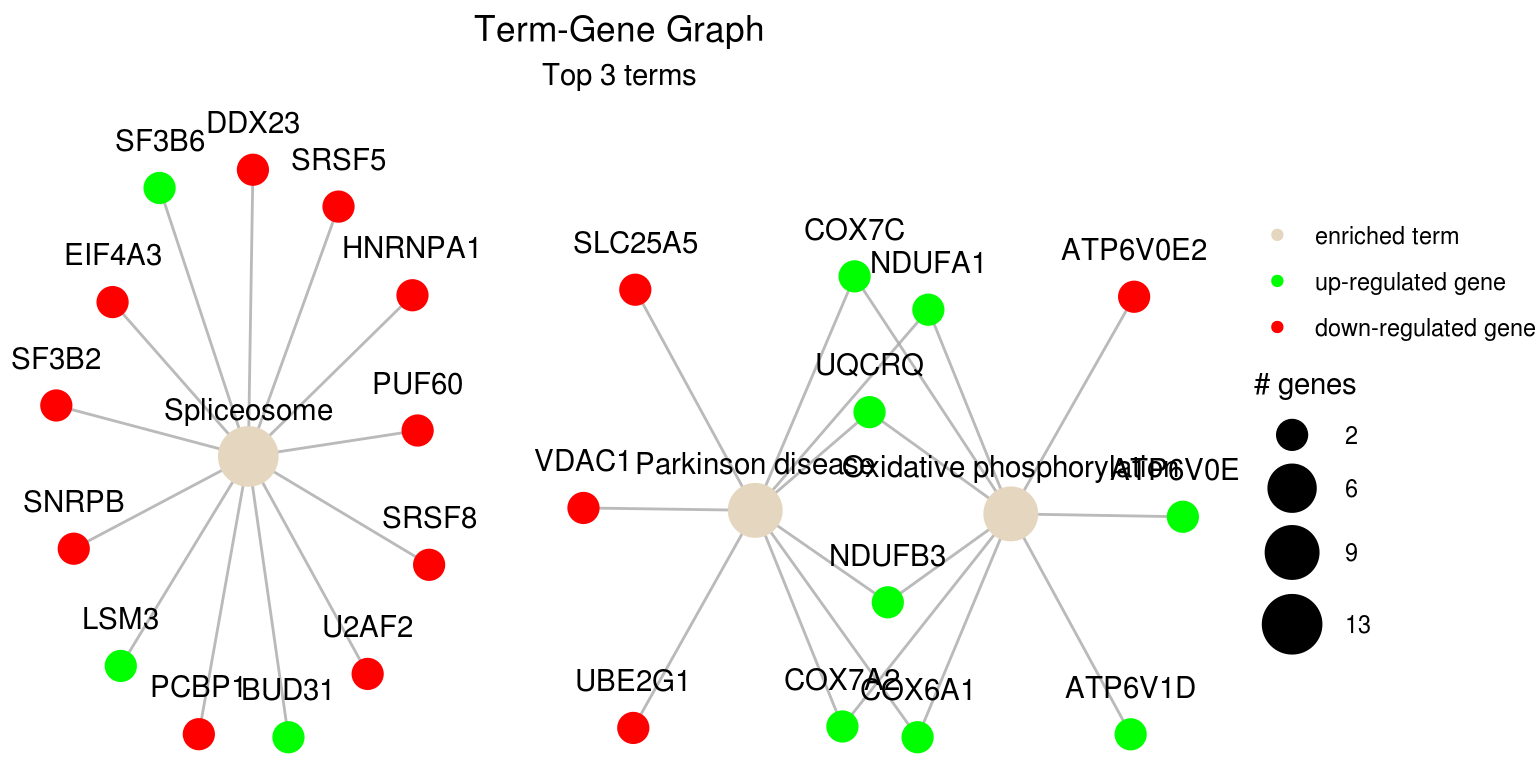 Term-Gene Graph
Top 3 terms
DDX23
SF3B6
SRSF5
HNRNPA1
EIF4A3
SF3B2
PUF60
Spliceosome
SNRPB
SRSF8
LSM3
U2AF2
PCBP1
BUD31
COX7C
SLC25A5
NDUFA1
ATP6V0E2
UQCRQ
VDAC1
Parkinson disease
Oxidative phosphorylation
ATP6V0E
NDUFB3
UBE2G1
COX7A2
COX6A1
ATP6V1D
enriched term
up-regulated gene
down-regulated gene
# genes
2
6
9
13